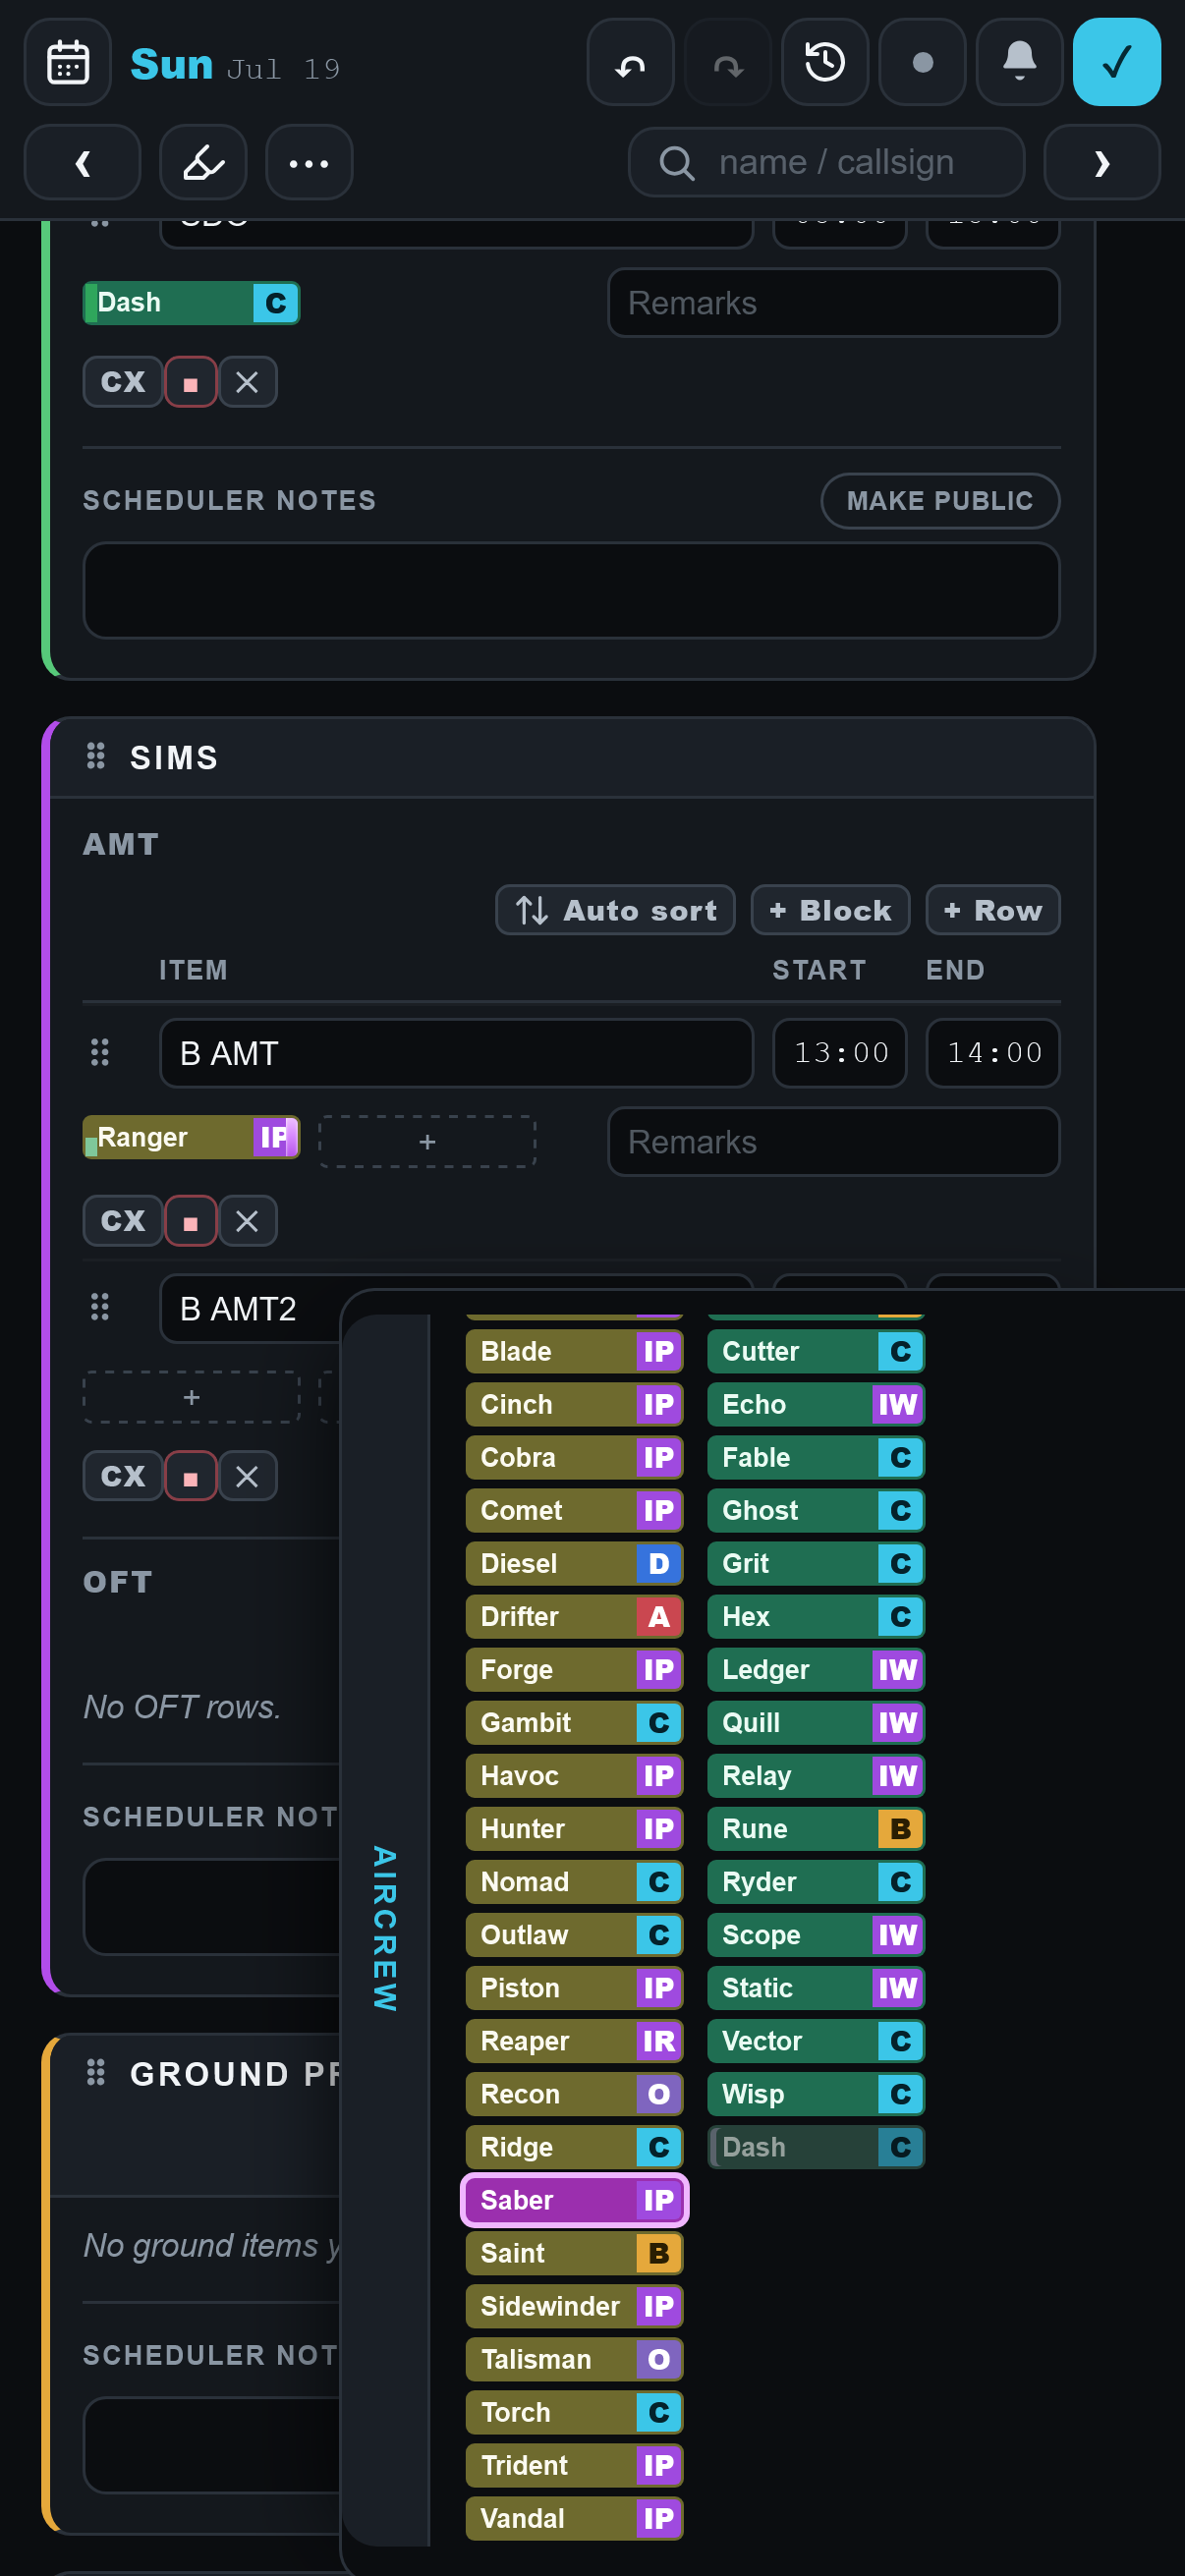 Sun Jul 19
name / callsign
Dash C
Remarks
CX
SCHEDULER NOTES
MAKE PUBLIC
SIMS
AMT
Auto sort
+ Block
+ Row
ITEM START END
B AMT 13:00 14:00
Ranger IP
+
Remarks
CX
B AMT2
+
CX
OFT
No OFT rows.
SCHEDULER NOT
GROUND PR
No ground items y
SCHEDULER NOT
AIRCREW
Blade IP
Cinch IP
Cobra IP
Comet IP
Diesel D
Drifter A
Forge IP
Gambit C
Havoc IP
Hunter IP
Nomad C
Outlaw C
Piston IP
Reaper IR
Recon O
Ridge C
Saber IP
Saint B
Sidewinder IP
Talisman O
Torch C
Trident IP
Vandal IP
Cutter C
Echo IW
Fable C
Ghost C
Grit C
Hex C
Ledger IW
Quill IW
Relay IW
Rune B
Ryder C
Scope IW
Static IW
Vector C
Wisp C
Dash C